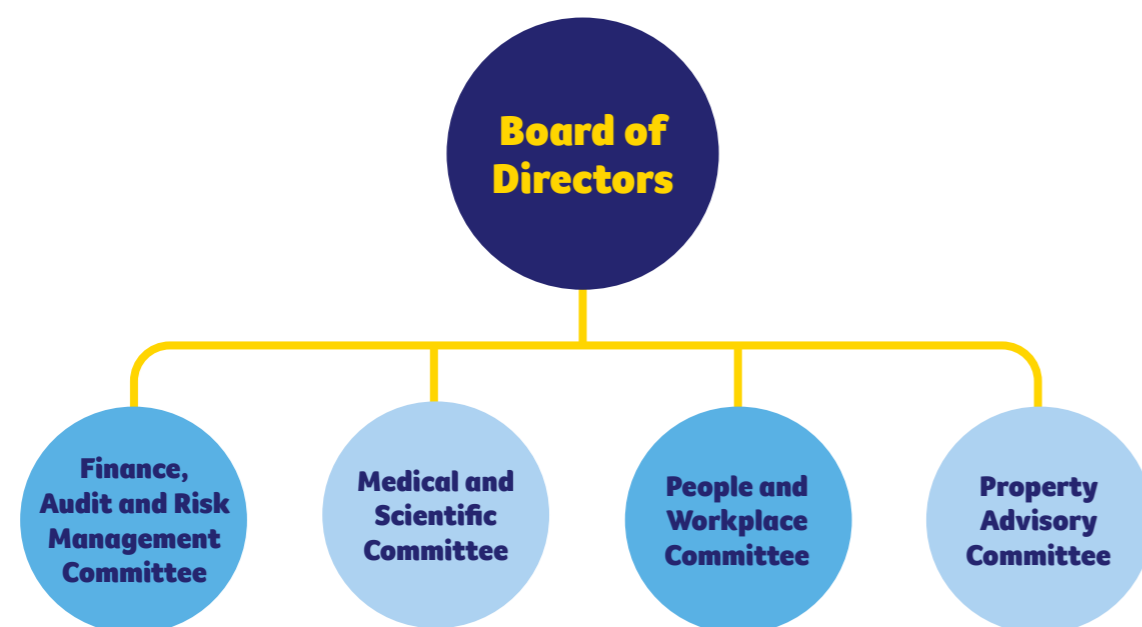 Board of
Directors
Finance,
Audit and Risk
Management
Committee
Medical and
Scientific
Committee
People and
Workplace
Committee
Property
Advisory
Committee